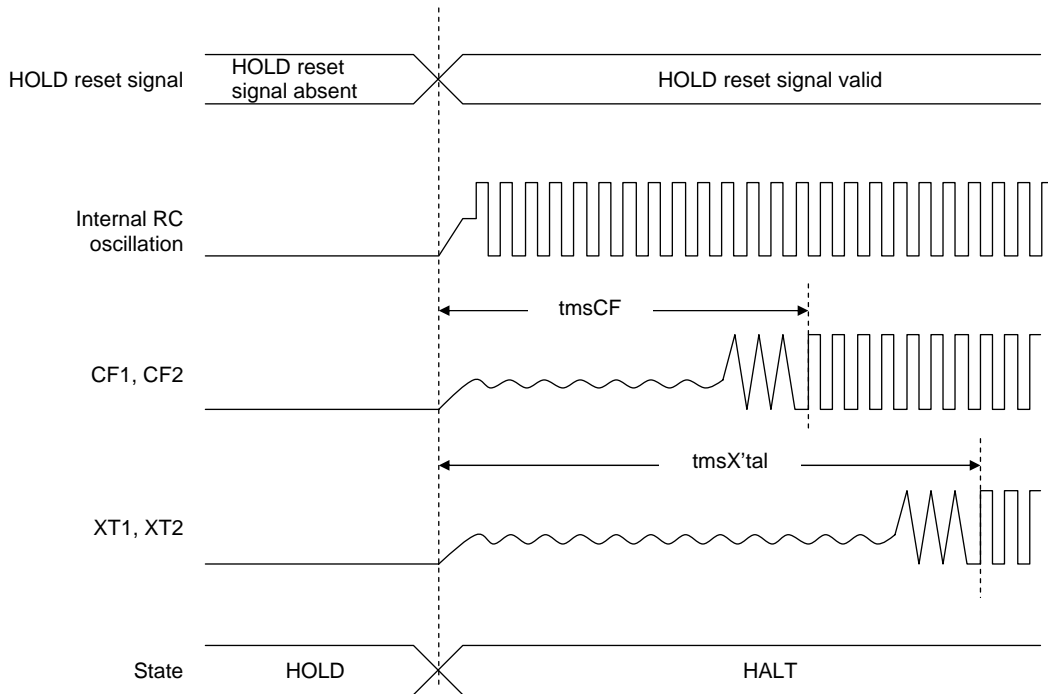 HOLD reset signal
HOLD reset
signal absent
HOLD reset signal valid
Internal RC
oscillation
tmsCF
CF1, CF2
tmsX'tal
XT1, XT2
State
HOLD
HALT